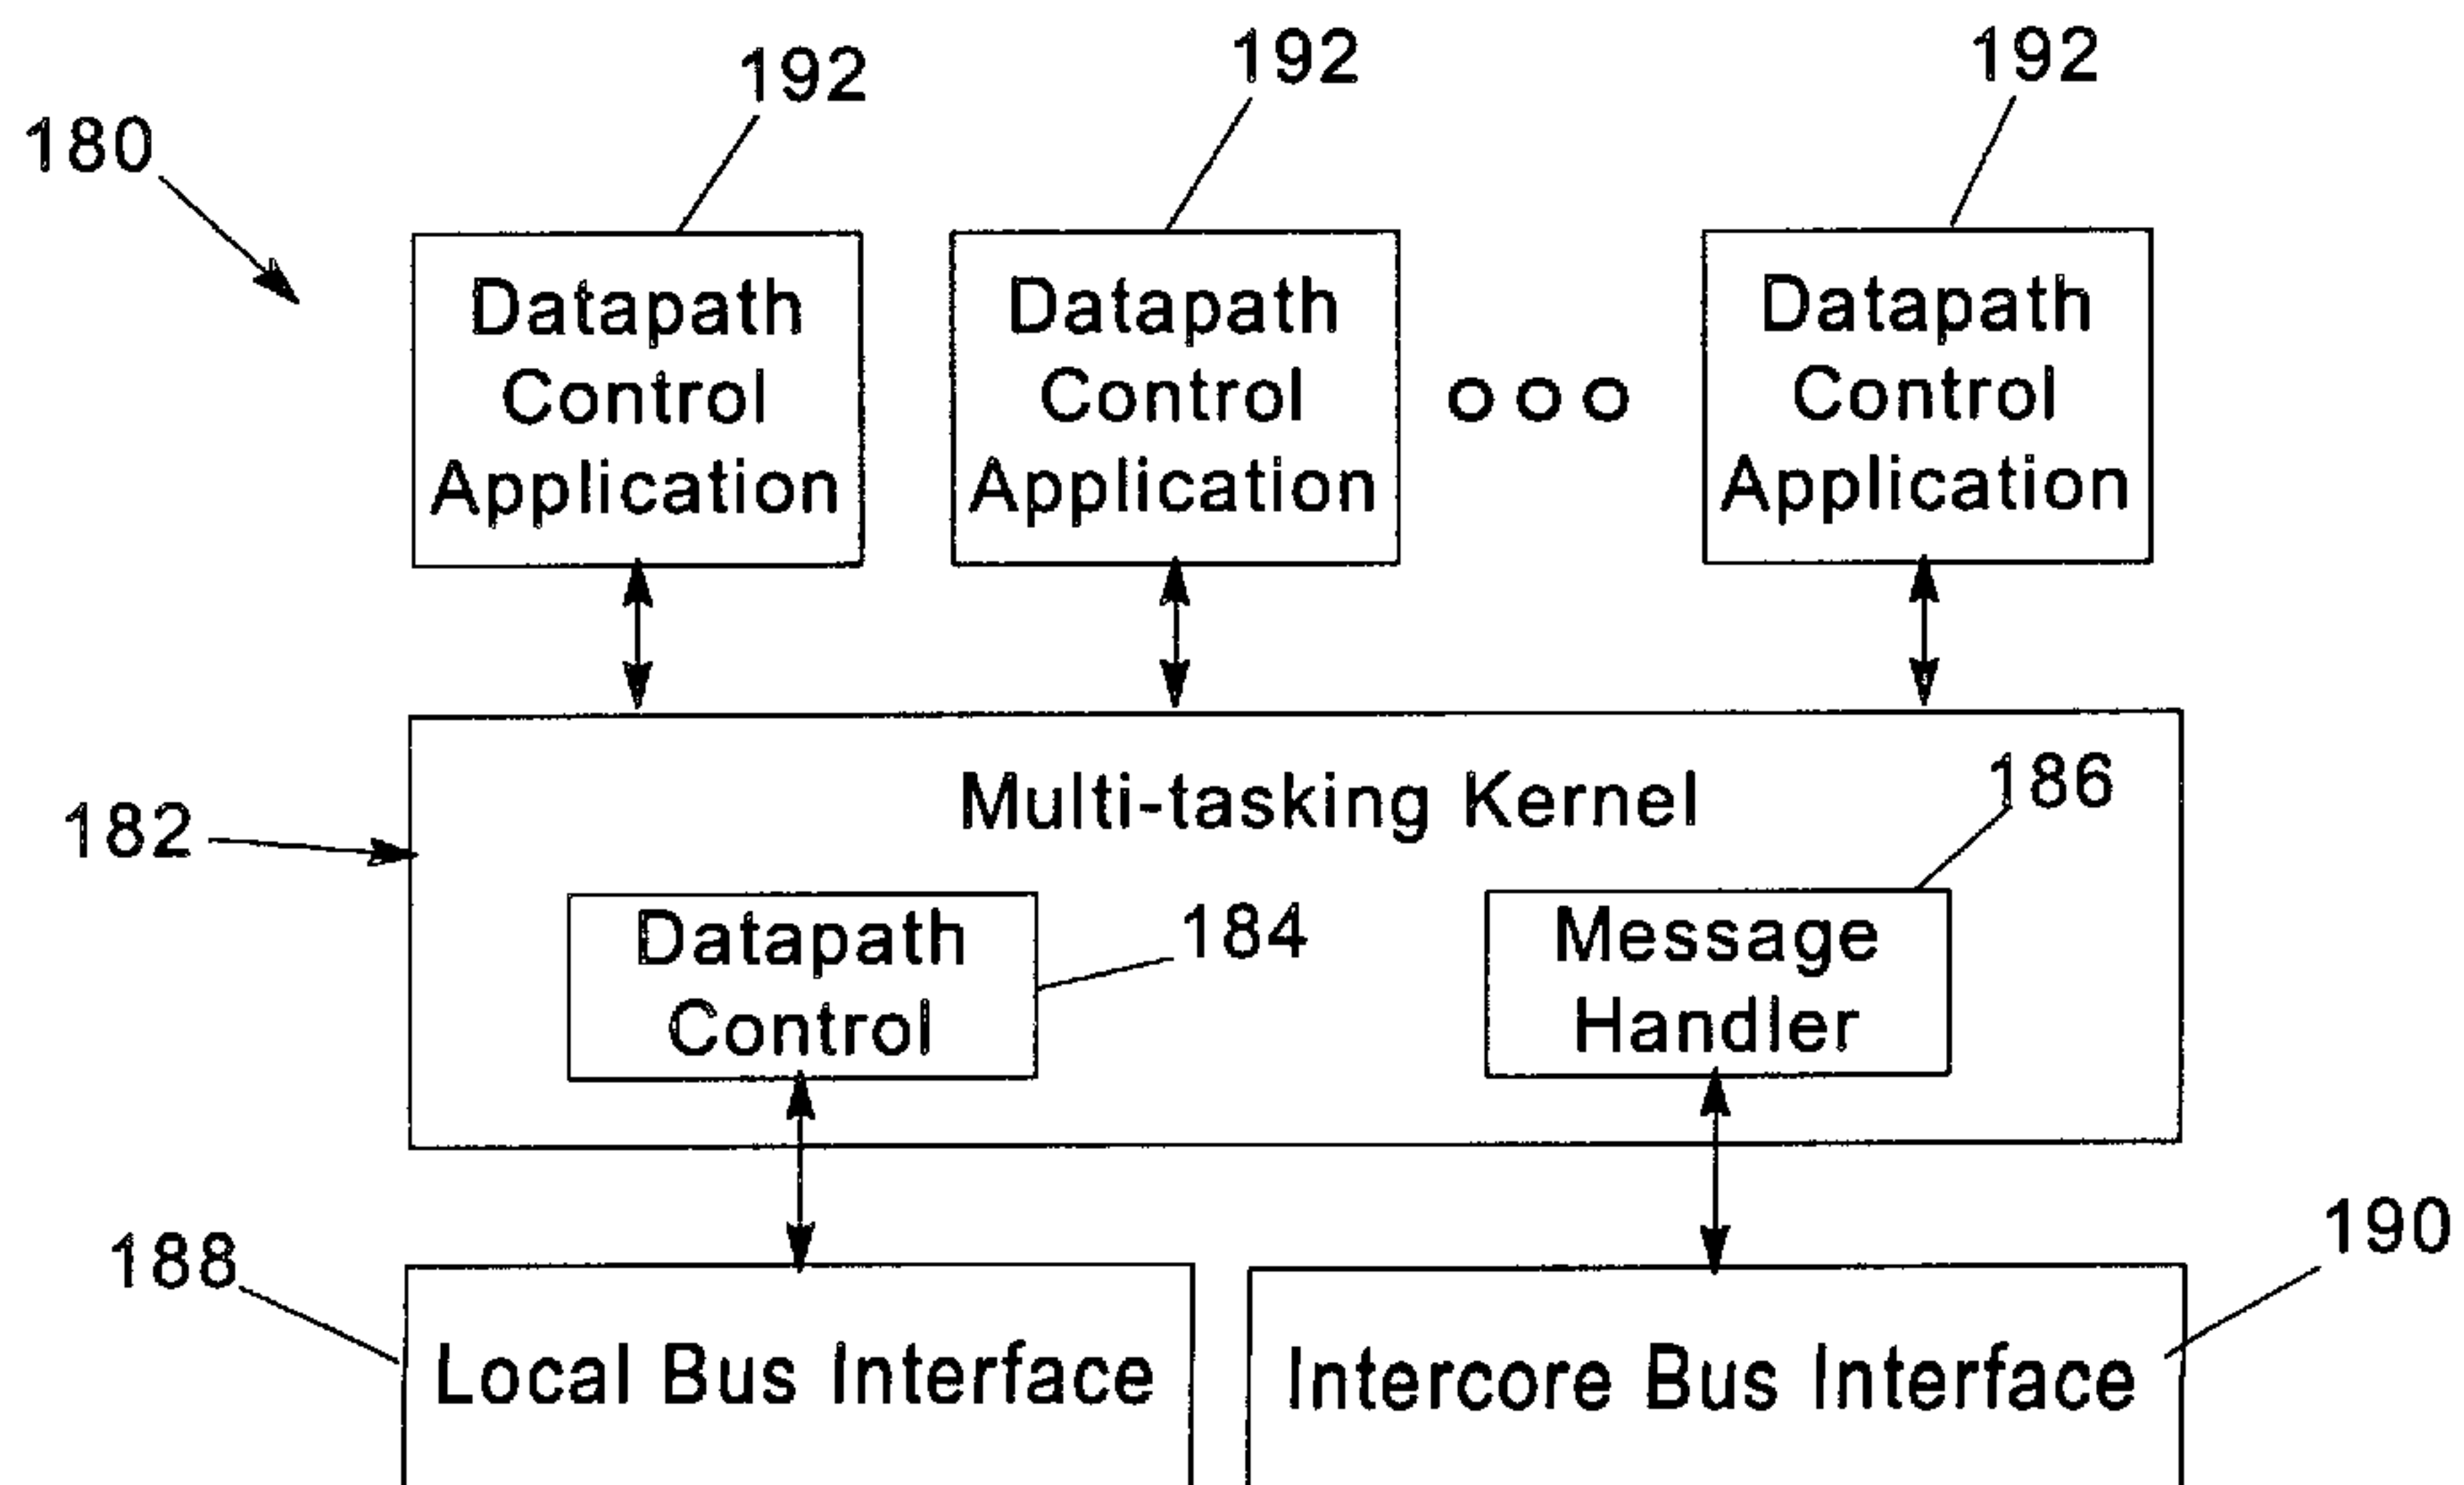 192
192
192
180
Datapath
Control
Application
Datapath
Control
Application
o o o
Datapath
Control
Application
Multi-tasking Kernel
186
182
Datapath
Control
184
Message
Handler
188
190
Local Bus Interface
Intercore Bus Interface